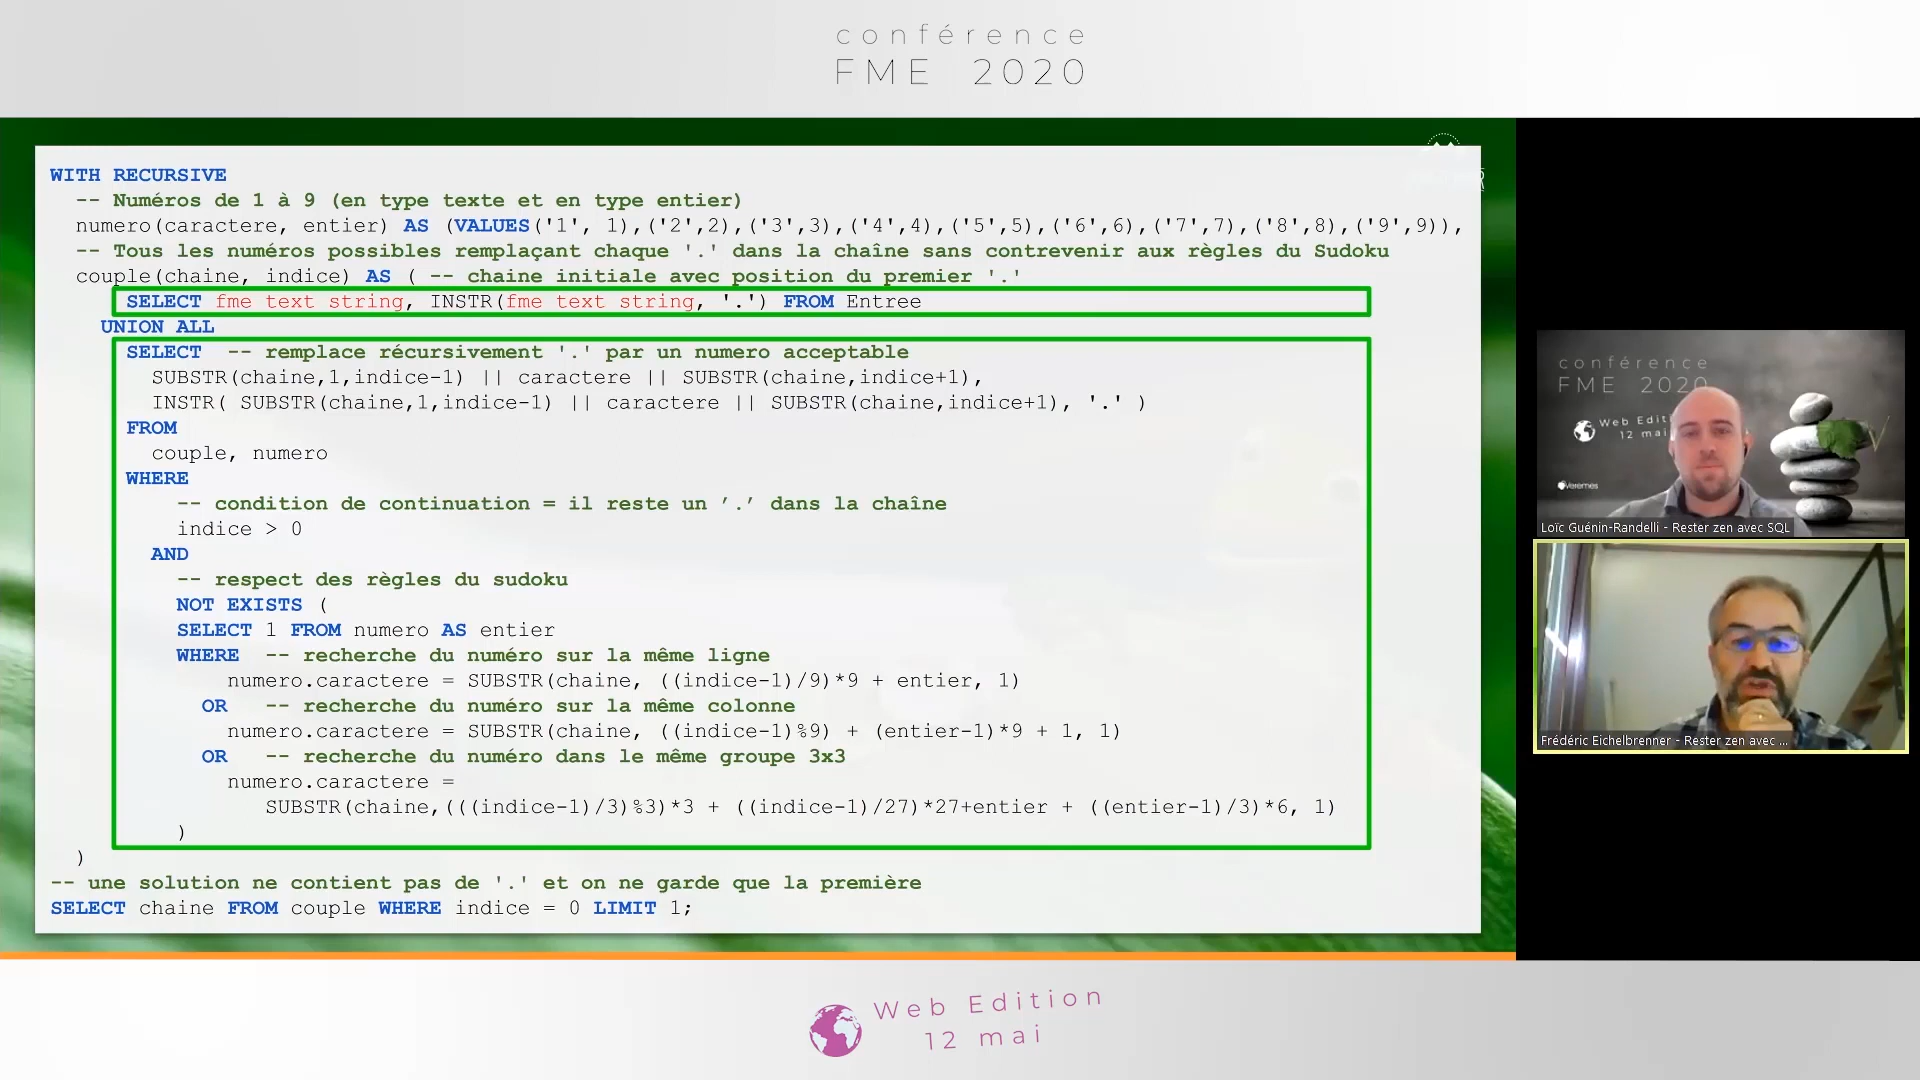 conférence
FME 2020
WITH RECURSIVE
-- Numéros de 1 à 9 (en type texte et en type entier)
numero(caractere, entier) AS (VALUES('1', 1),('2',2),('3',3),('4',4),('5',5),('6',6),('7',7),('8',8),('9',9)),
-- Tous les numéros possibles remplaçant chaque '.' dans la chaîne sans contrevenir aux règles du Sudoku
couple(chaine, indice) AS ( -- chaine initiale avec position du premier '.'
SELECT fme_text_string, INSTR(fme_text_string, '.') FROM Entree
UNION ALL
SELECT -- remplace récursivement '.' par un numero acceptable
SUBSTR(chaine,1,indice-1) || caractere || SUBSTR(chaine,indice+1),
INSTR( SUBSTR(chaine,1,indice-1) || caractere || SUBSTR(chaine,indice+1), '.' )
FROM
couple, numero
WHERE
-- condition de continuation = il reste un ’.’ dans la chaîne
indice > 0
AND
-- respect des règles du sudoku
NOT EXISTS (
SELECT 1 FROM numero AS entier
WHERE -- recherche du numéro sur la même ligne
numero.caractere = SUBSTR(chaine, ((indice-1)/9)*9 + entier, 1)
OR -- recherche du numéro sur la même colonne
numero.caractere = SUBSTR(chaine, ((indice-1)%9) + (entier-1)*9 + 1, 1)
OR -- recherche du numéro dans le même groupe 3x3
numero.caractere =
SUBSTR(chaine,(((indice-1)/3)%3)*3 + ((indice-1)/27)*27+entier + ((entier-1)/3)*6, 1)
)
)
-- une solution ne contient pas de '.' et on ne garde que la première
SELECT chaine FROM couple WHERE indice = 0 LIMIT 1;
conférence
FME 2020
Web Edit
12 mai
Veremes
Loïc Guénin-Randelli - Rester zen avec SQL
Frédéric Eichelbrenner - Rester zen avec ...
Web Edition
12 mai